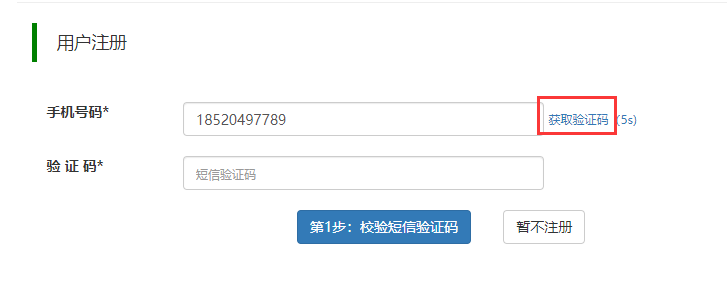 用户注册
手机号码* 18520497789 获取验证码 (5s)
验 证 码* 短信验证码
第1步：校验短信验证码 暂不注册